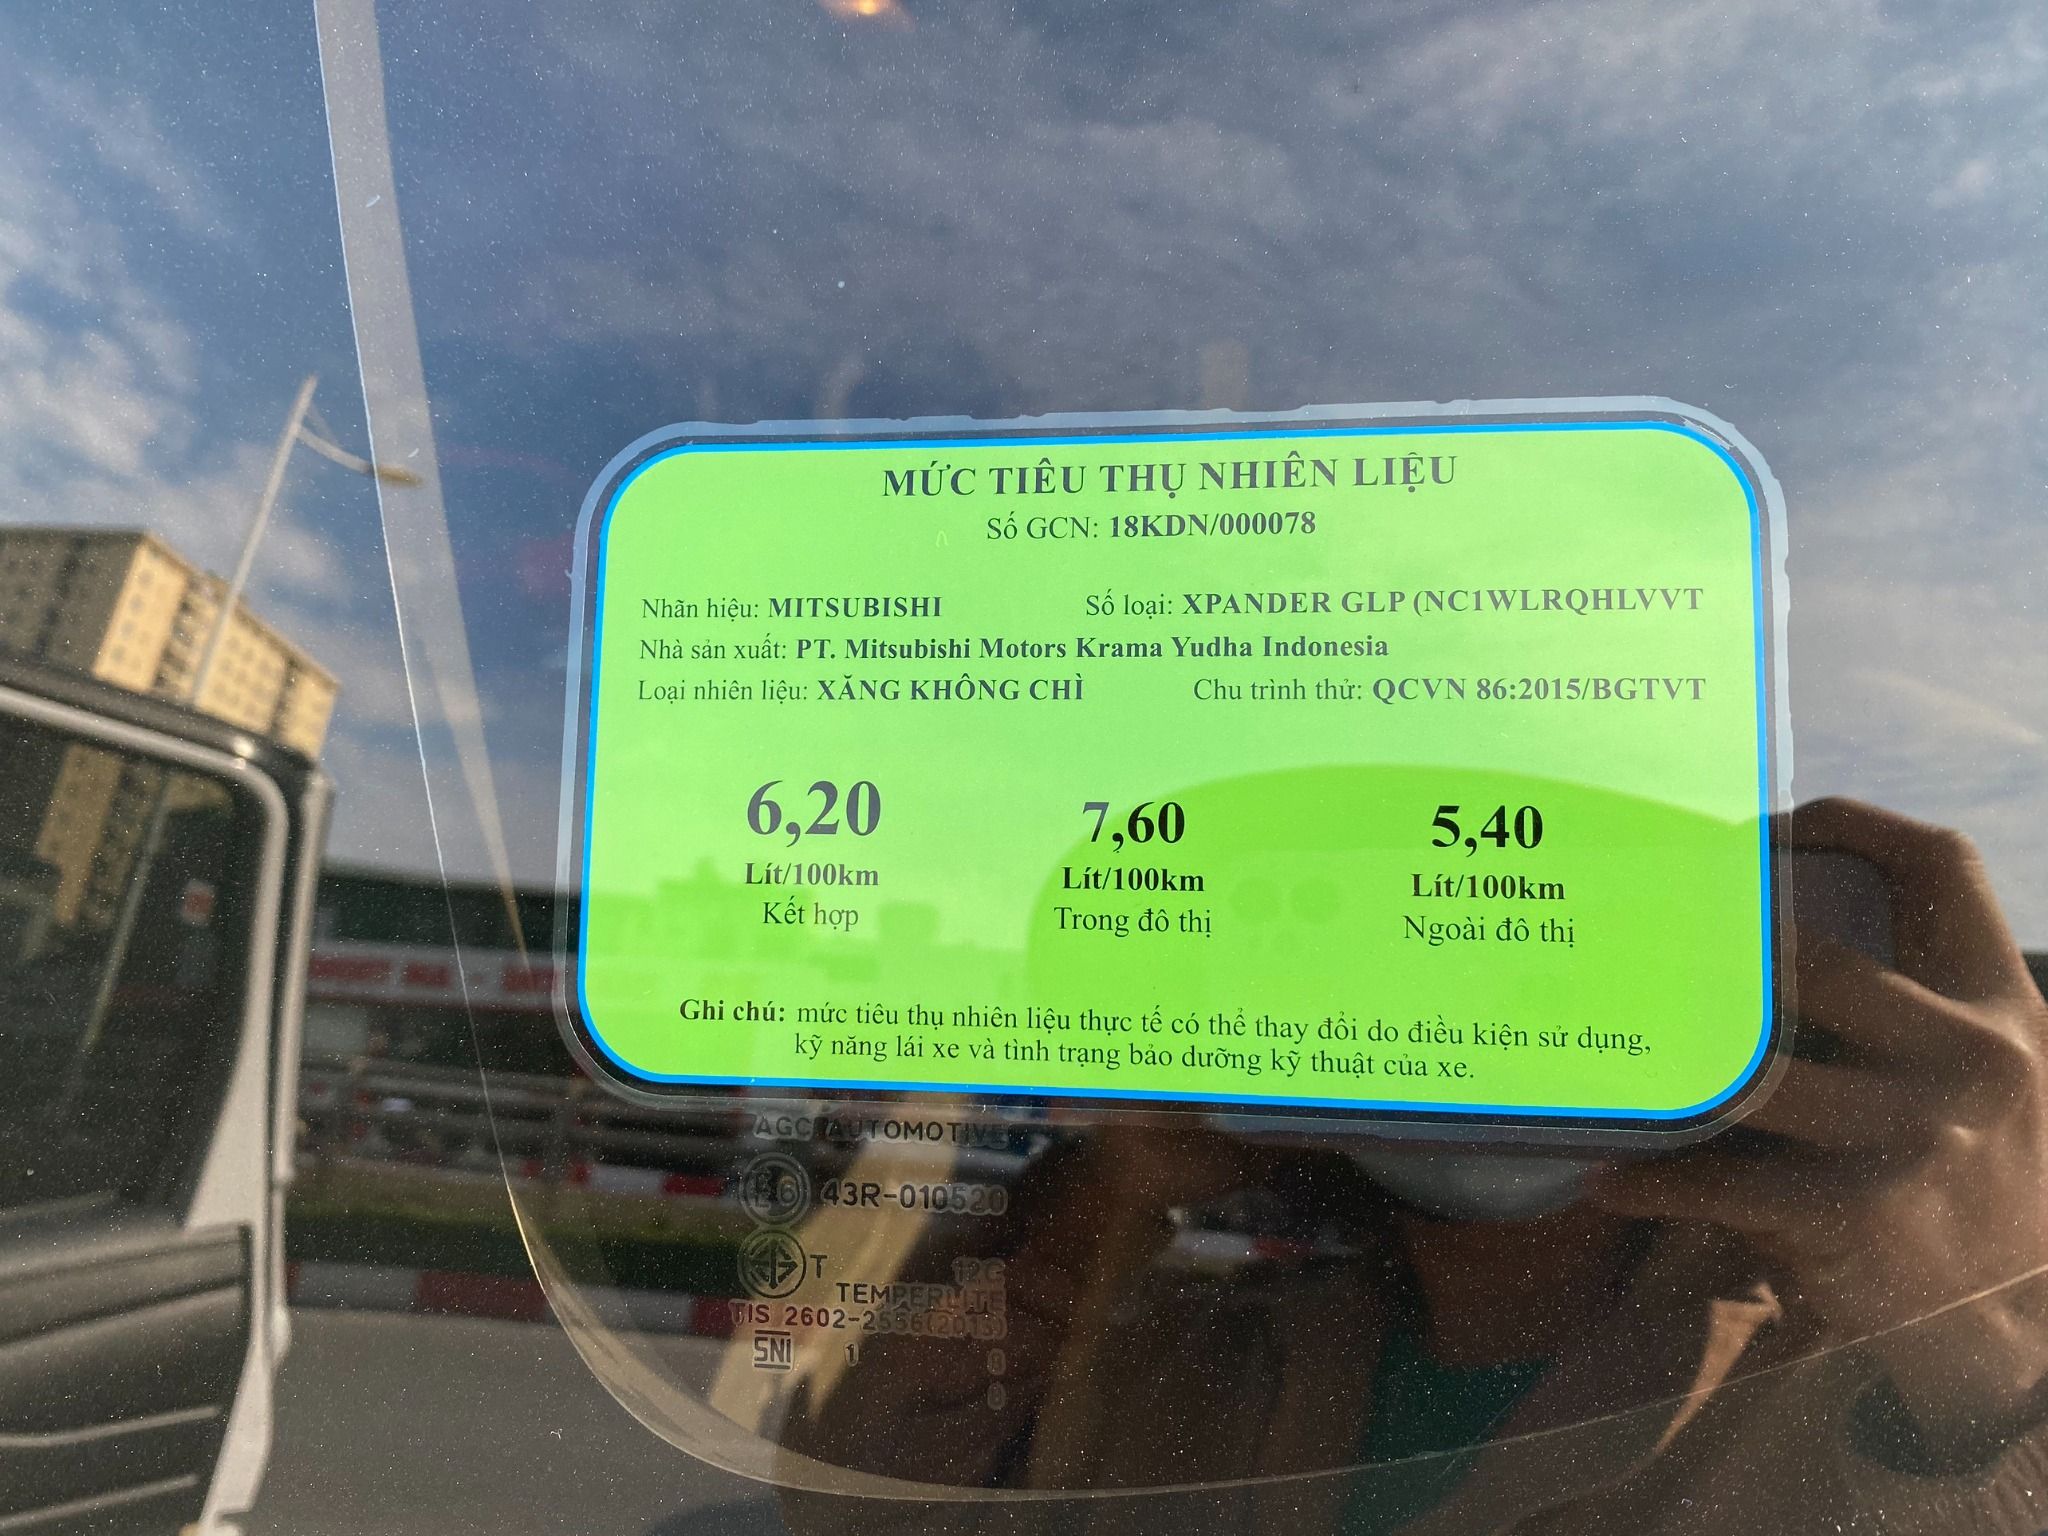 MỨC TIÊU THỤ NHIÊN LIỆU
Số GCN: 18KDN/000078
Nhãn hiệu: MITSUBISHI Số loại: XPANDER GLP (NC1WLRQHLVVT
Nhà sản xuất: PT. Mitsubishi Motors Krama Yudha Indonesia
Loại nhiên liệu: XĂNG KHÔNG CHÌ Chu trình thử: QCVN 86:2015/BGTVT
6,20 7,60 5,40
Lít/100km Lít/100km Lít/100km
Kết hợp Trong đô thị Ngoài đô thị
Ghi chú: mức tiêu thụ nhiên liệu thực tế có thể thay đổi do điều kiện sử dụng,
kỹ năng lái xe và tình trạng bảo dưỡng kỹ thuật của xe.
AGC AUTOMOTIVE
43R-010520
T 12G
TEMPERLITE
TIS 2602-2556(2013)
SNI 1